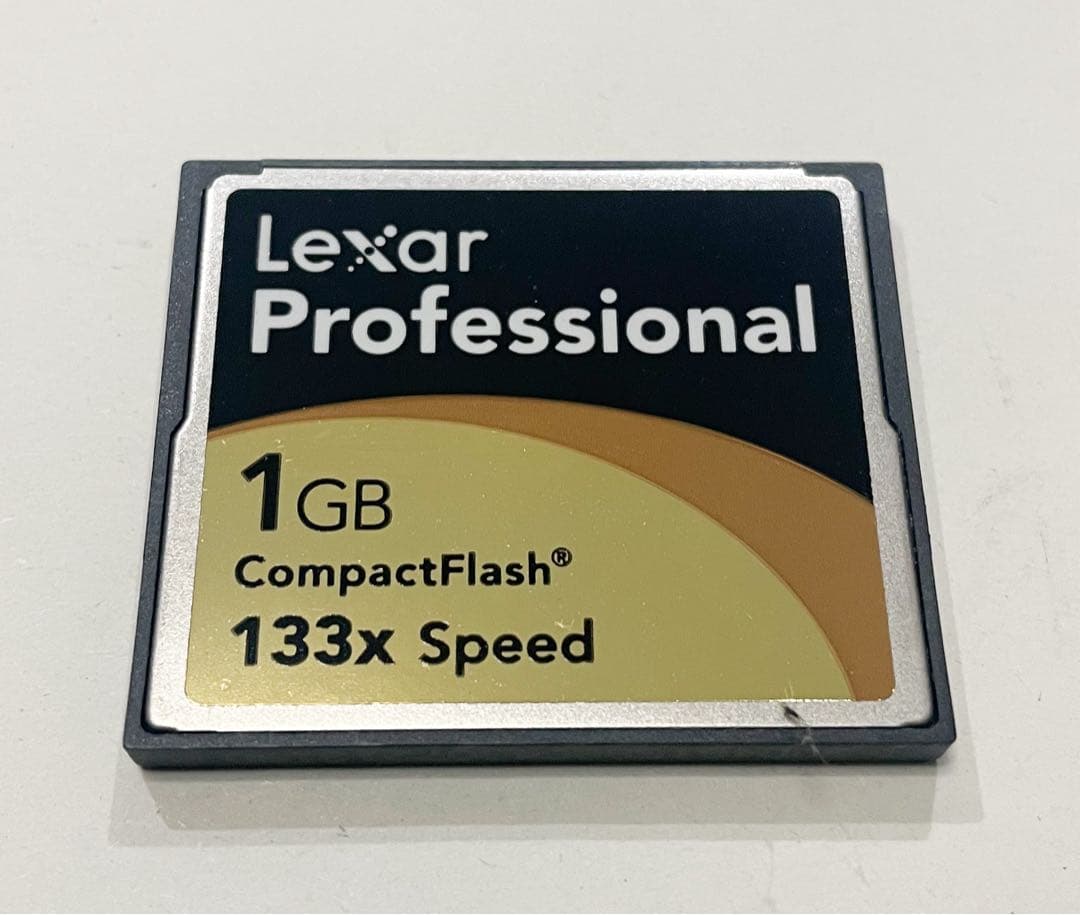 Lexar
Professional
1GB
CompactFlash®
133x Speed